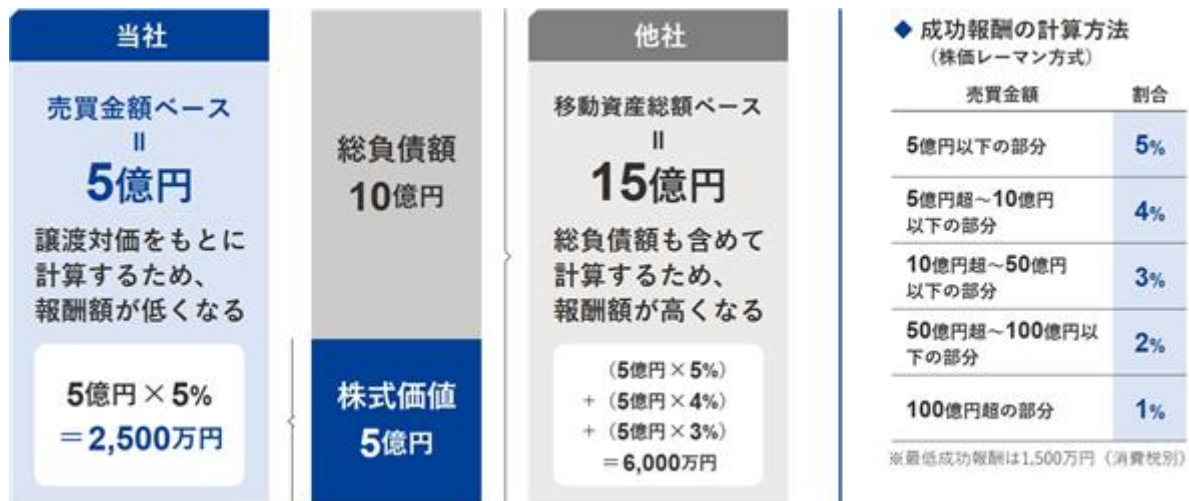 当社
売買金額ベース
=
5億円
譲渡対価をもとに
計算するため、
報酬額が低くなる
5億円×5%
=2,500万円
総負債額
10億円
株式価値
5億円
他社
移動資産総額ベース
=
15億円
総負債額も含めて
計算するため、
報酬額が高くなる
(5億円×5%)
+ (5億円×4%)
+ (5億円×3%)
=6,000万円
◆ 成功報酬の計算方法
(株価レーマン方式)
売買金額 割合
5億円以下の部分 5%
5億円超~10億円
以下の部分 4%
10億円超~50億円
以下の部分 3%
50億円超~100億円以
下の部分 2%
100億円超の部分 1%
※最低成功報酬は1,500万円(消費税別)